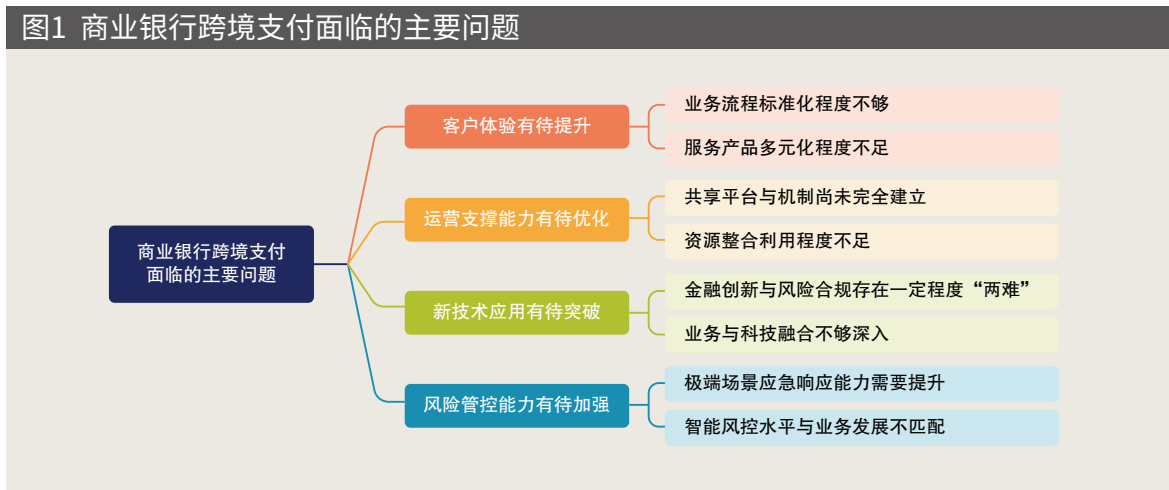 图1 商业银行跨境支付面临的主要问题
商业银行跨境支付
面临的主要问题
客户体验有待提升
业务流程标准化程度不够
服务产品多元化程度不足
运营支撑能力有待优化
共享平台与机制尚未完全建立
资源整合利用程度不足
新技术应用有待突破
金融创新与风险合规存在一定程度“两难”
业务与科技融合不够深入
风险管控能力有待加强
极端场景应急响应能力需要提升
智能风控水平与业务发展不匹配